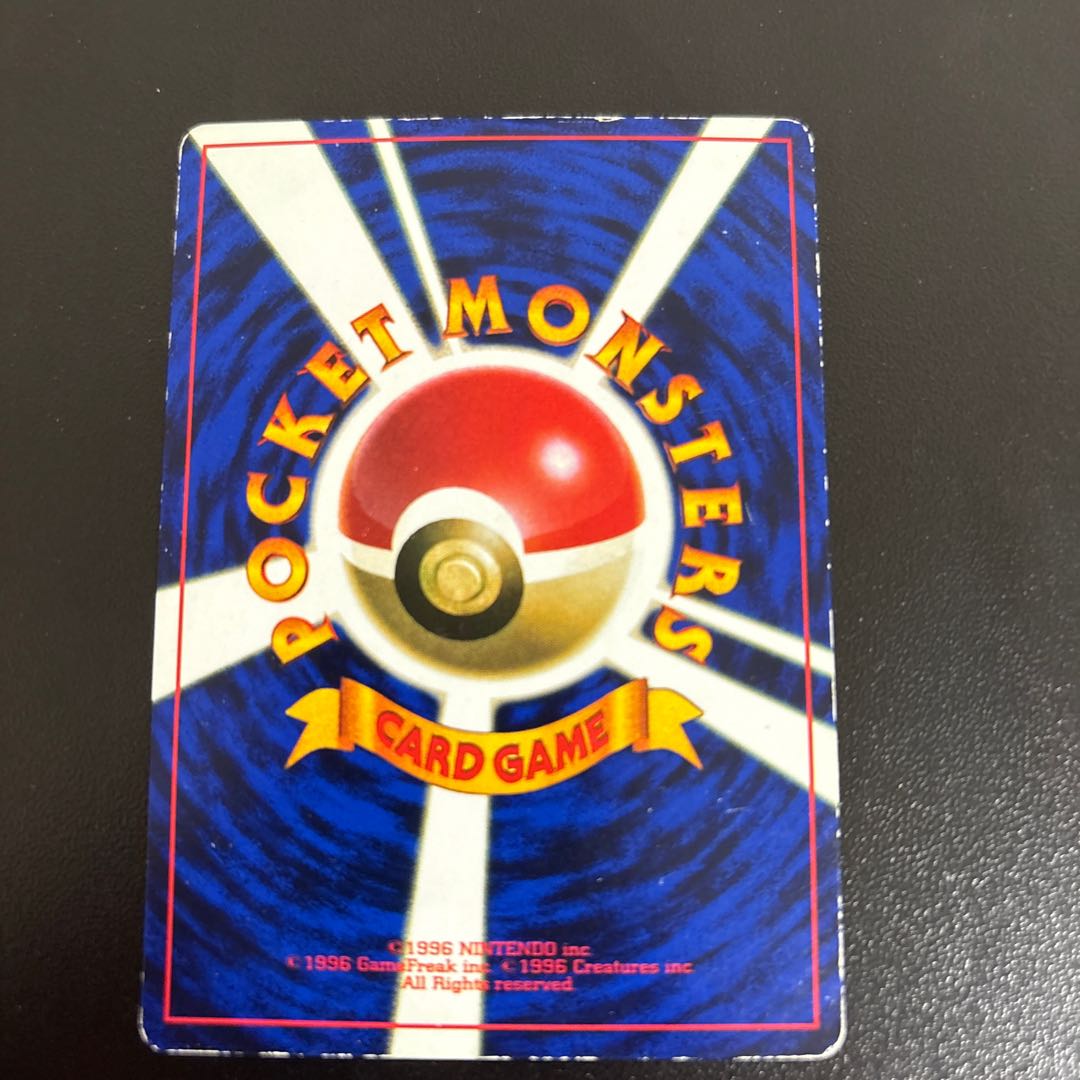 POCKET MONSTERS
CARD GAME
©1996 NINTENDO inc.
©1996 GameFreak inc. ©1996 Creatures inc.
All Rights reserved.